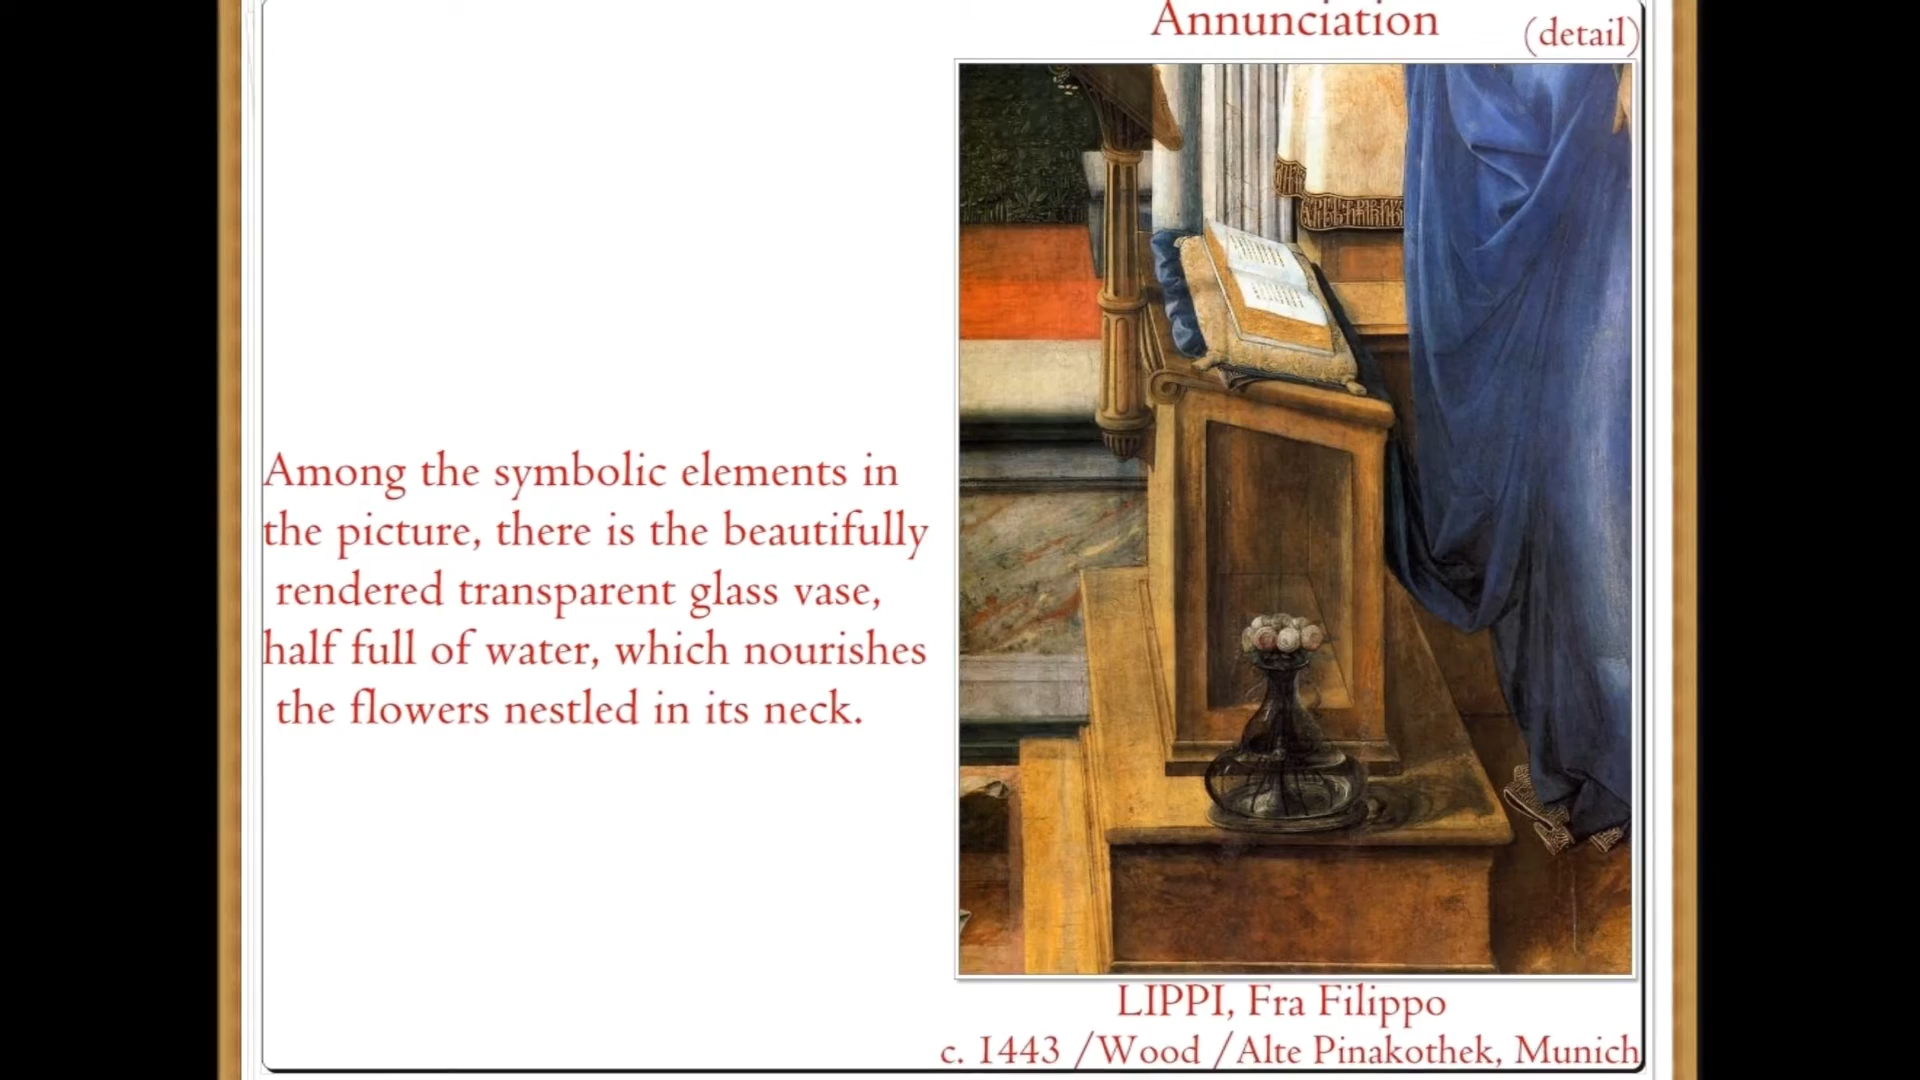 Annunciation
(detail)
Among the symbolic elements in
the picture, there is the beautifully
rendered transparent glass vase,
half full of water, which nourishes
the flowers nestled in its neck.
LIPPI, Fra Filippo
c. 1443 /Wood /Alte Pinakothek, Munich